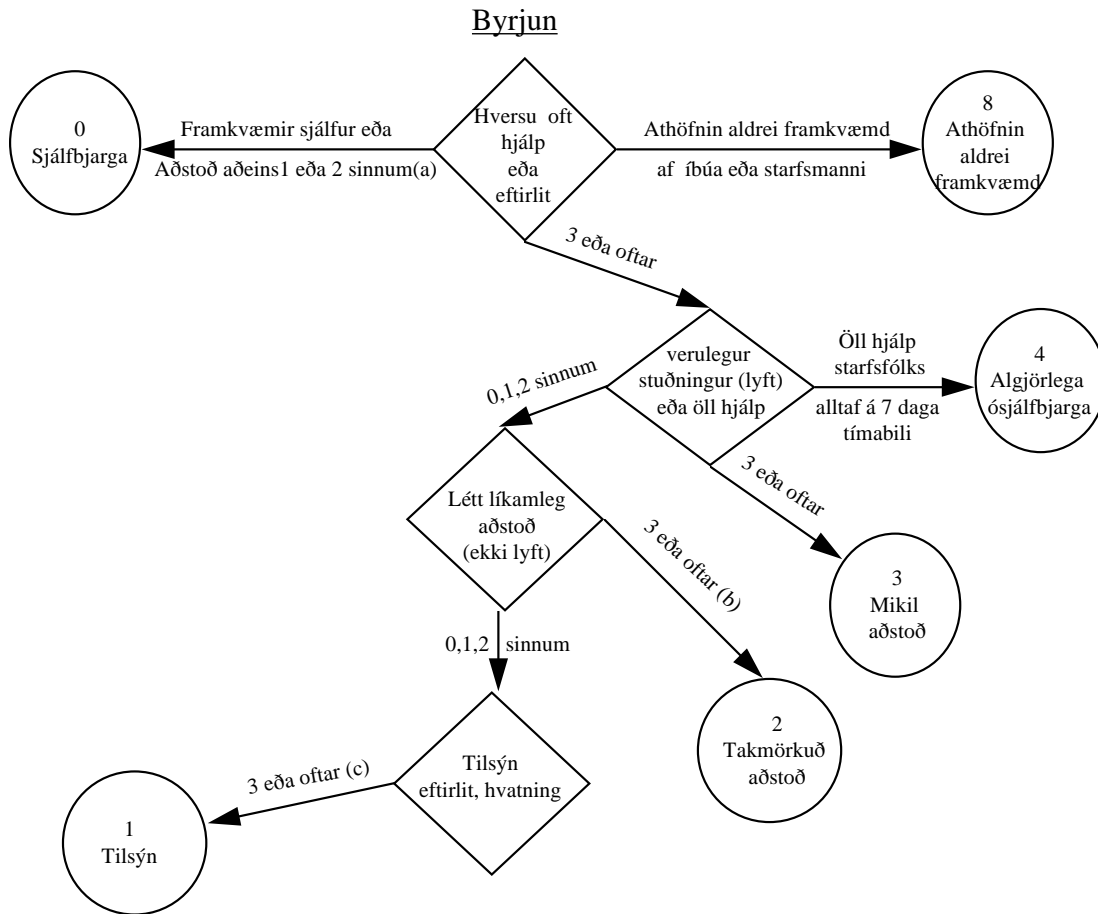 Byrjun
0
Sjálfbjarga
Framkvæmir sjálfur eða
Aðstoð aðeins1 eða 2 sinnum(a)
Hversu oft
hjálp
eða
eftirlit
Athöfnin aldrei framkvæmd
af íbúa eða starfsmanni
8
Athöfnin
aldrei
framkvæmd
3 eða oftar
verulegur
stuðningur (lyft)
eða öll hjálp
Öll hjálp
starfsfólks
alltaf á 7 daga
tímabili
4
Algjörlega
ósjálfbjarga
0,1,2 sinnum
3 eða oftar
Létt líkamleg
aðstoð
(ekki lyft)
3 eða oftar (b)
3
Mikil
aðstoð
0,1,2 sinnum
2
Takmörkuð
aðstoð
Tilsýn
eftirlit, hvatning
3 eða oftar (c)
1
Tilsýn